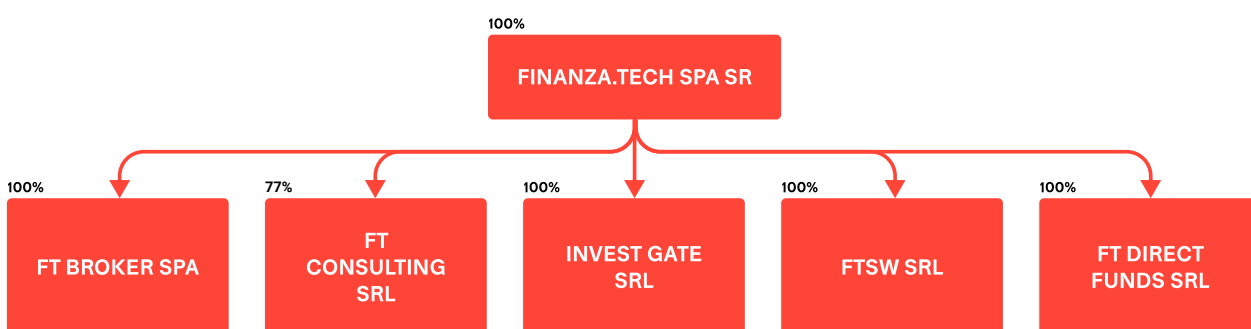 100%
FINANZA.TECH SPA SR
100%
FT BROKER SPA
77%
FT
CONSULTING
SRL
100%
INVEST GATE
SRL
100%
FTSW SRL
100%
FT DIRECT
FUNDS SRL